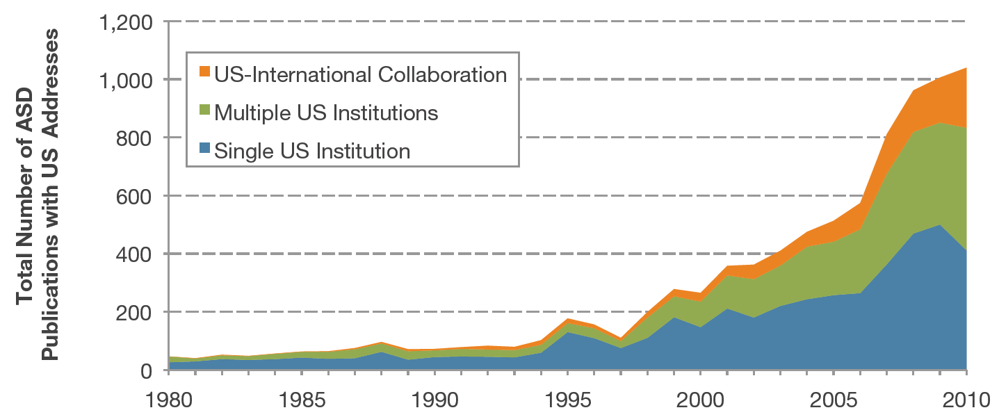 Total Number of ASD
Publications with US Addresses
1,200
1,000
800
600
400
200
0
US-International Collaboration
Multiple US Institutions
Single US Institution
1980
1985
1990
1995
2000
2005
2010